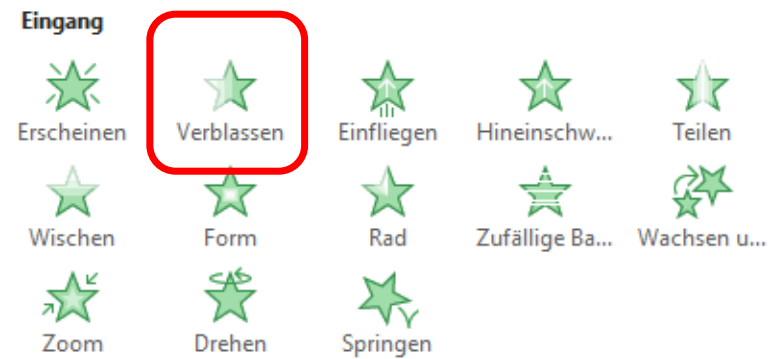 Eingang
Erscheinen Verblassen Einfliegen Hineinschw... Teilen
Wischen Form Rad Zufällige Ba... Wachsen u...
Zoom Drehen Springen